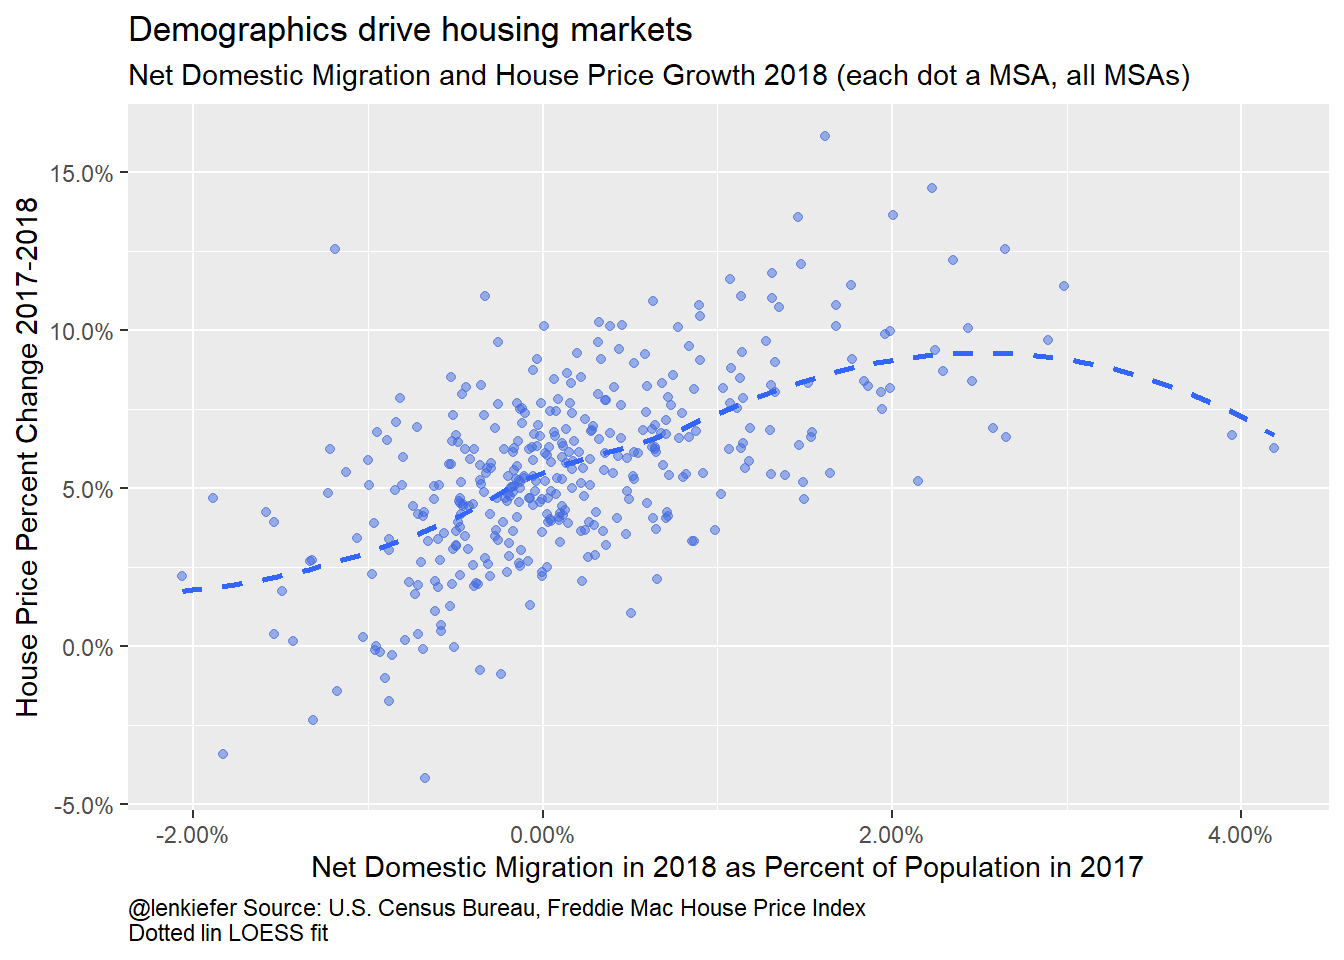 Demographics drive housing markets
Net Domestic Migration and House Price Growth 2018 (each dot a MSA, all MSAs)
House Price Percent Change 2017-2018
15.0%
10.0%
5.0%
0.0%
-5.0%
-2.00%
0.00%
2.00%
4.00%
Net Domestic Migration in 2018 as Percent of Population in 2017
@lenkiefer Source: U.S. Census Bureau, Freddie Mac House Price Index
Dotted lin LOESS fit